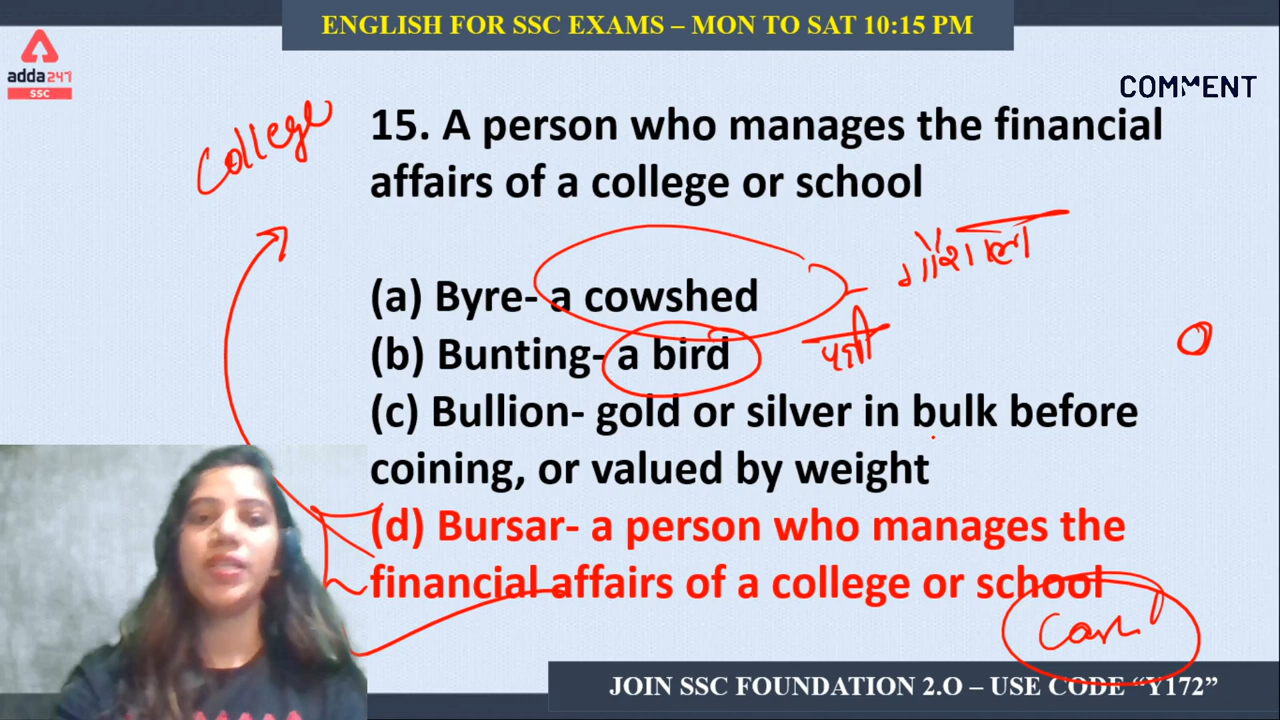 ENGLISH FOR SSC EXAMS – MON TO SAT 10:15 PM
adda247
SSC
COMMENT
College
15. A person who manages the financial
affairs of a college or school
(a) Byre- a cowshed
गौशाला
(b) Bunting- a bird
पक्षी
(c) Bullion- gold or silver in bulk before
coining, or valued by weight
(d) Bursar- a person who manages the
financial affairs of a college or school
Cash
JOIN SSC FOUNDATION 2.O – USE CODE “Y172”